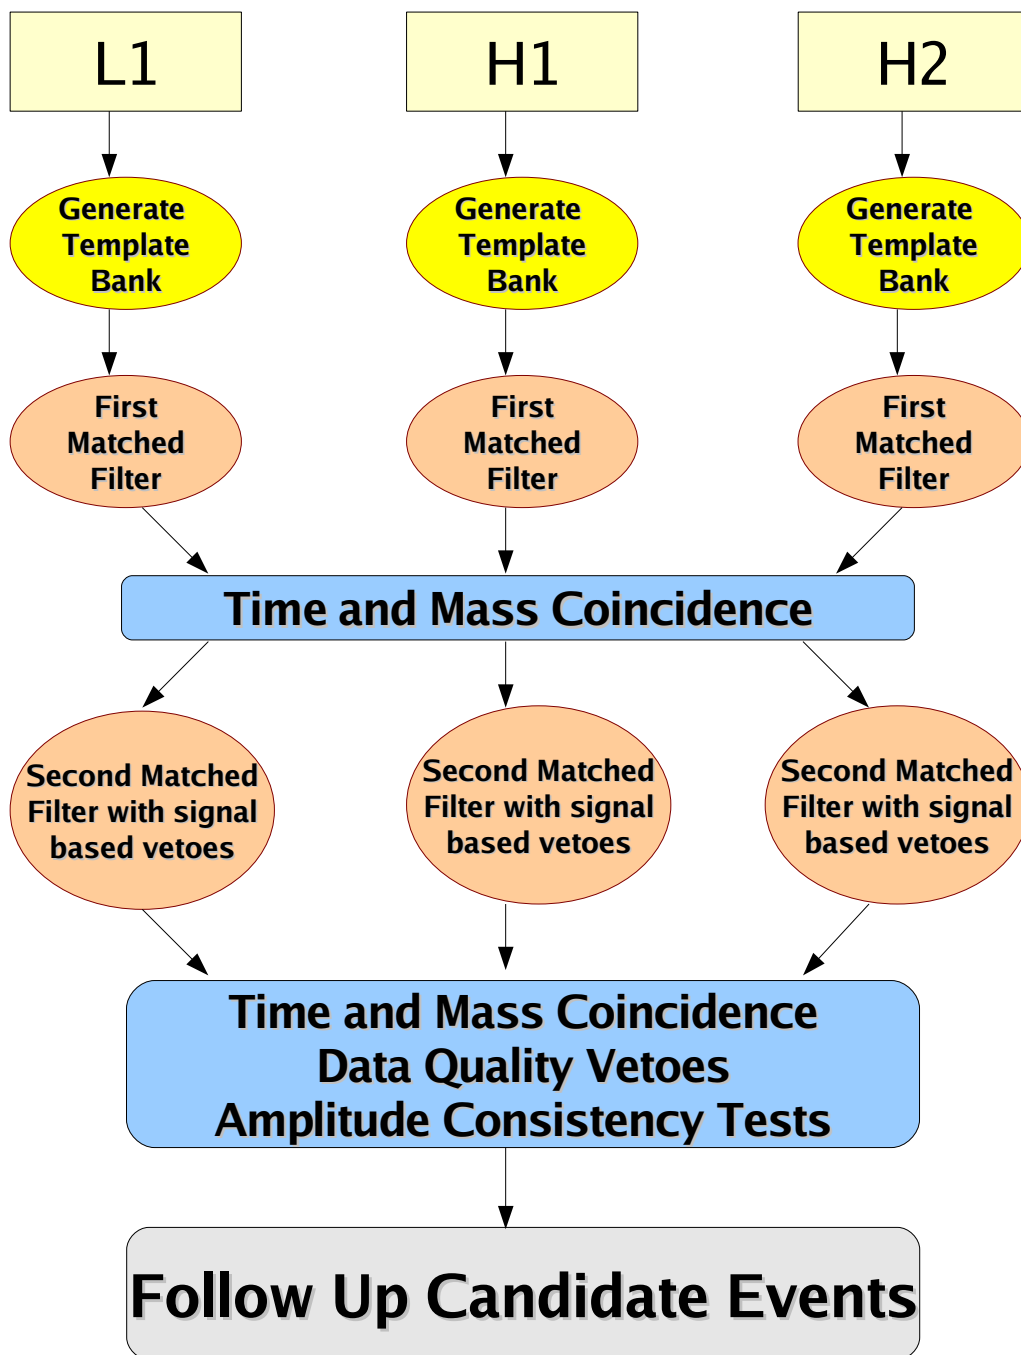 L1
H1
H2
Generate
Template
Bank
Generate
Template
Bank
Generate
Template
Bank
First
Matched
Filter
First
Matched
Filter
First
Matched
Filter
Time and Mass Coincidence
Second Matched
Filter with signal
based vetoes
Second Matched
Filter with signal
based vetoes
Second Matched
Filter with signal
based vetoes
Time and Mass Coincidence
Data Quality Vetoes
Amplitude Consistency Tests
Follow Up Candidate Events